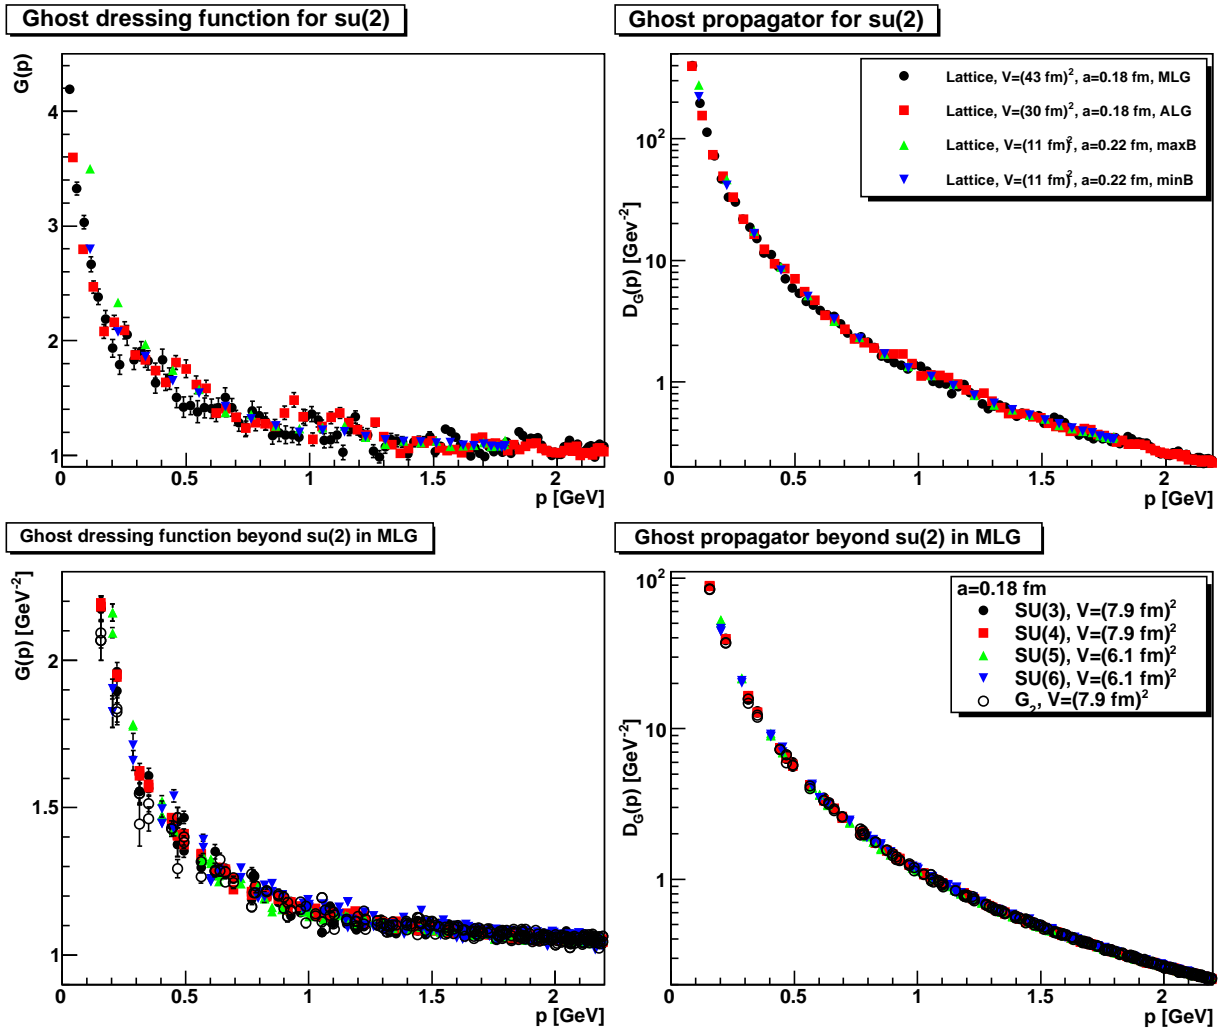 Ghost dressing function for su(2)
G(p)
4
3
2
1
0
0.5
1
1.5
2
p [GeV]
Ghost propagator for su(2)
D_G(p) [Gev^-2]
10^2
10
1
Lattice, V=(43 fm)^2, a=0.18 fm, MLG
Lattice, V=(30 fm)^2, a=0.18 fm, ALG
Lattice, V=(11 fm)^2, a=0.22 fm, maxB
Lattice, V=(11 fm)^2, a=0.22 fm, minB
0
0.5
1
1.5
2
p [GeV]
Ghost dressing function beyond su(2) in MLG
G(p) [GeV^-2]
2
1.5
1
0
0.5
1
1.5
2
p [GeV]
Ghost propagator beyond su(2) in MLG
D_G(p) [GeV^-2]
10^2
10
1
a=0.18 fm
SU(3), V=(7.9 fm)^2
SU(4), V=(7.9 fm)^2
SU(5), V=(6.1 fm)^2
SU(6), V=(6.1 fm)^2
G_2, V=(7.9 fm)^2
0
0.5
1
1.5
2
p [GeV]